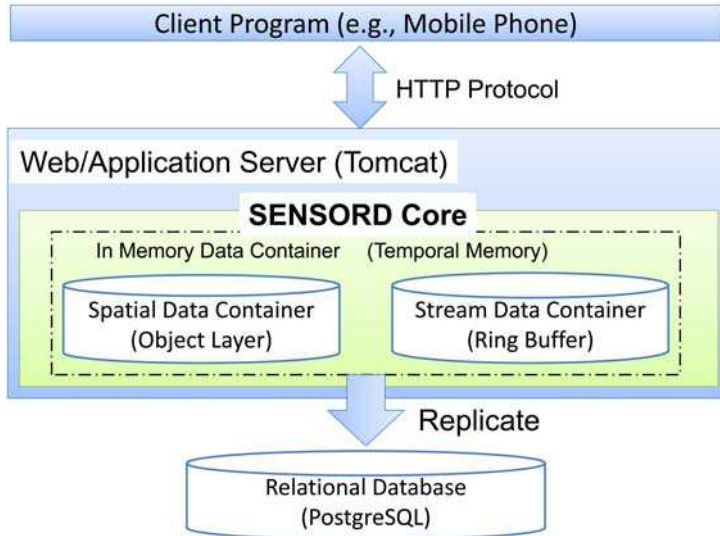 Client Program (e.g., Mobile Phone)
HTTP Protocol
Web/Application Server (Tomcat)
SENSORD Core
In Memory Data Container (Temporal Memory)
Spatial Data Container
(Object Layer)
Stream Data Container
(Ring Buffer)
Replicate
Relational Database
(PostgreSQL)